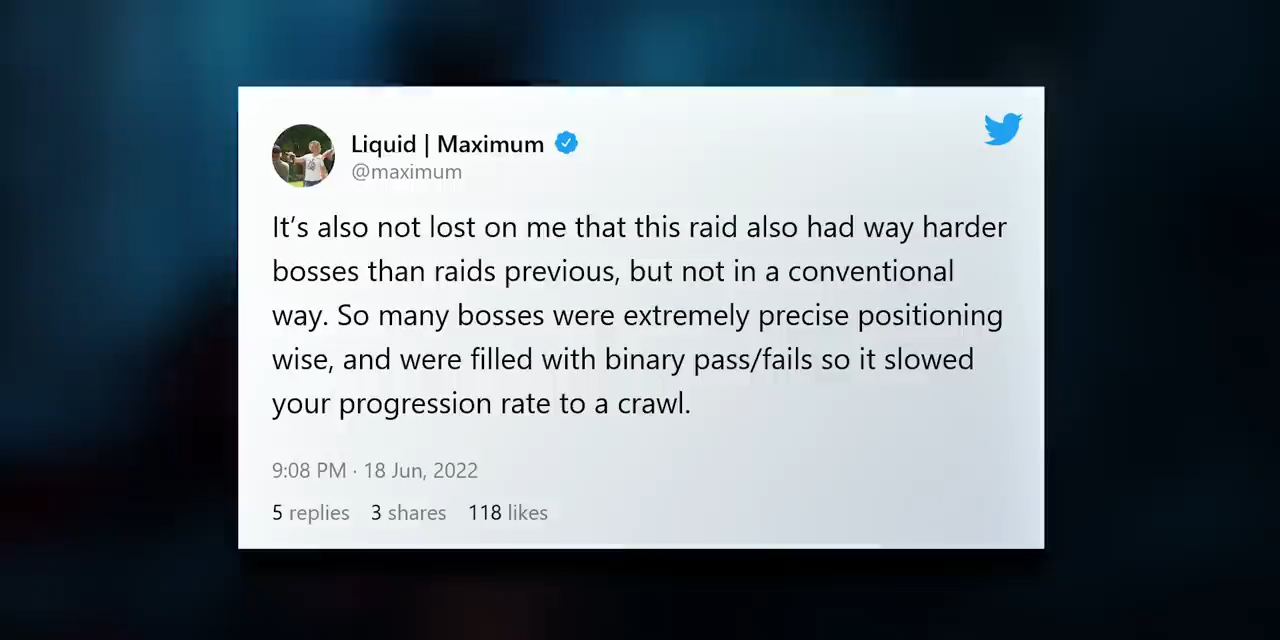 Liquid | Maximum
@maximum
It's also not lost on me that this raid also had way harder
bosses than raids previous, but not in a conventional
way. So many bosses were extremely precise positioning
wise, and were filled with binary pass/fails so it slowed
your progression rate to a crawl.
9:08 PM · 18 Jun, 2022
5 replies 3 shares 118 likes